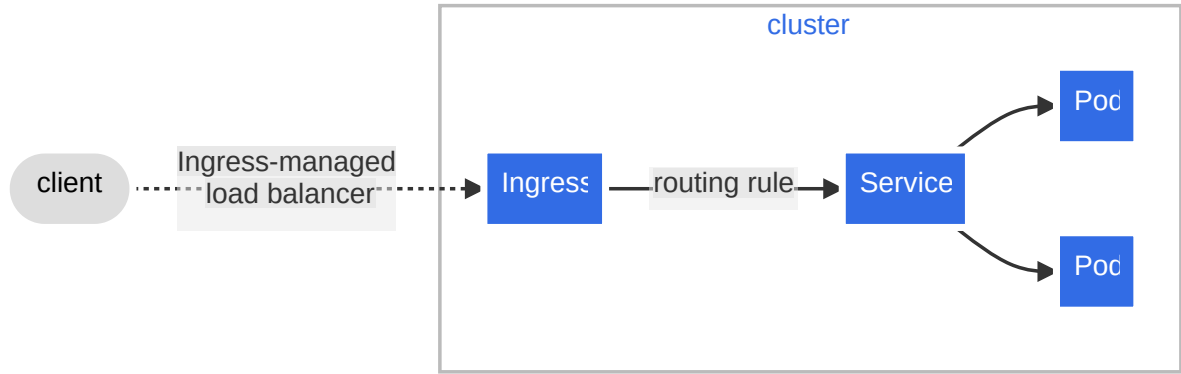 cluster
client
Ingress-managed
load balancer
Ingress
routing rule
Service
Pod
Pod